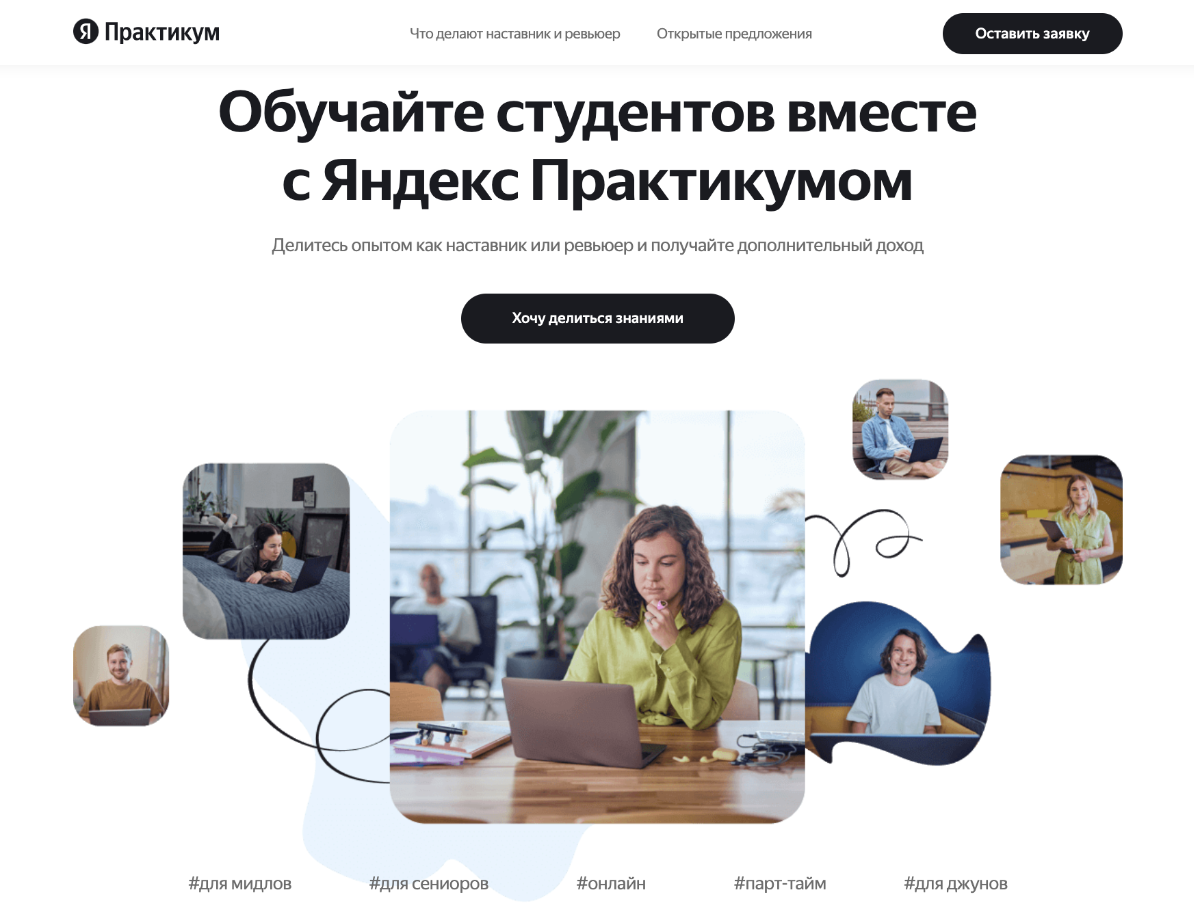 Я Практикум
Что делают наставник и ревьюер
Открытые предложения
Оставить заявку
Обучайте студентов вместе
с Яндекс Практикумом
Делитесь опытом как наставник или ревьюер и получайте дополнительный доход
Хочу делиться знаниями
#для мидлов
#для сениоров
#онлайн
#парт-тайм
#для джунов